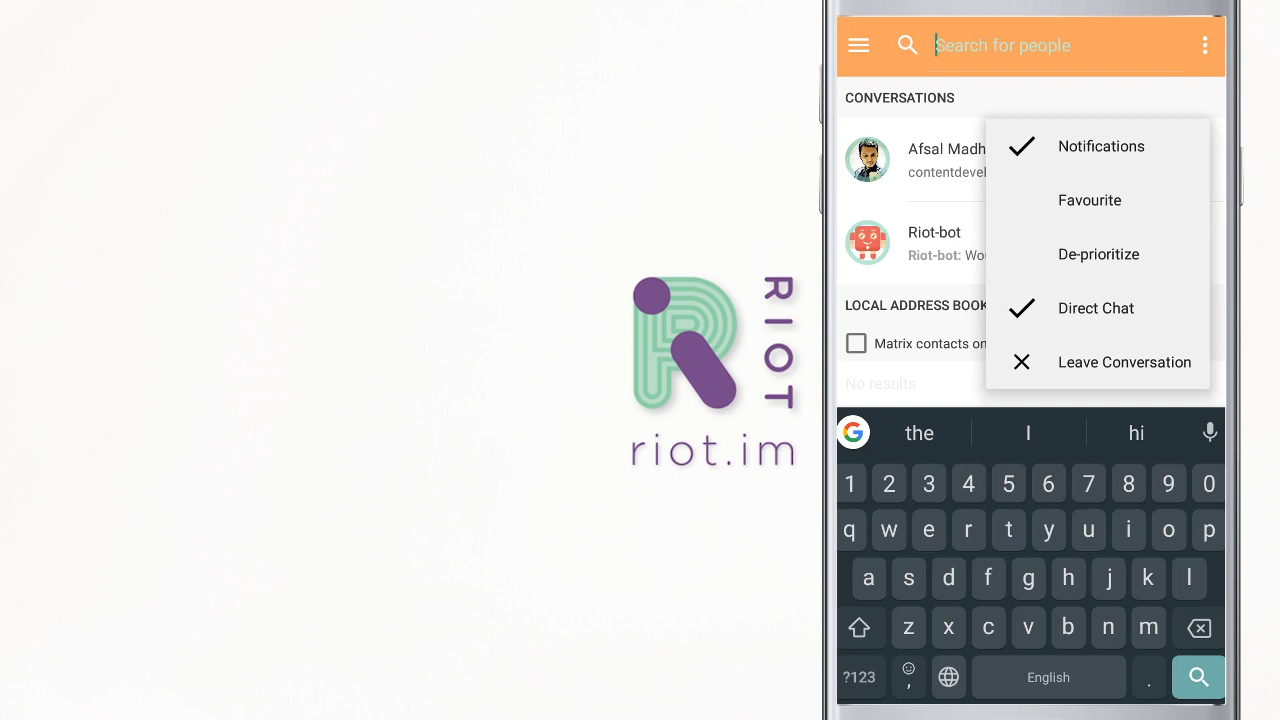 RIOT
riot.im
Search for people
CONVERSATIONS
Afsal Madh
contentdevel
Riot-bot
Riot-bot: Wou
LOCAL ADDRESS BOOK
Matrix contacts on
No results
Notifications
Favourite
De-prioritize
Direct Chat
Leave Conversation
the I hi
1 2 3 4 5 6 7 8 9 0
q w e r t y u i o p
a s d f g h j k l
z x c v b n m
?123 , English .